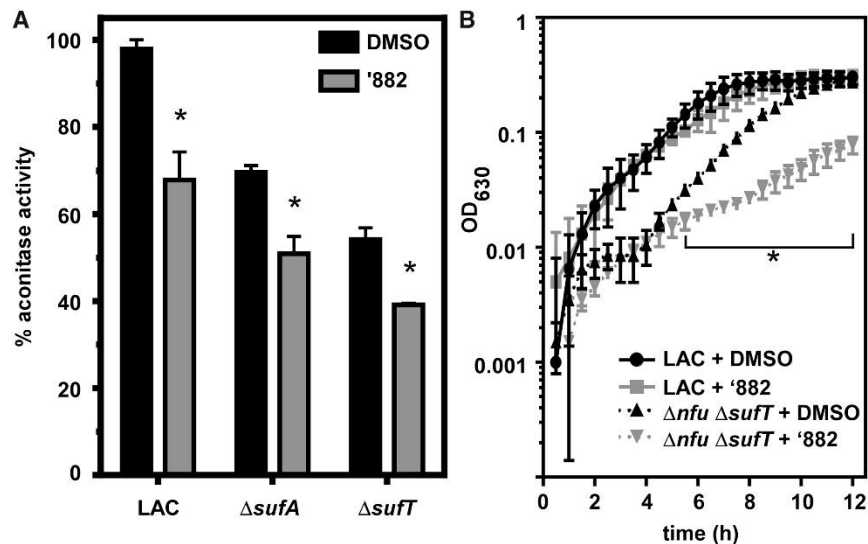 A
% aconitase activity
100
80
60
40
20
0
DMSO
'882
*
*
*
LAC
ΔsufA
ΔsufT
B
OD630
1
0.1
0.01
0.001
*
LAC + DMSO
LAC + ‘882
Δnfu ΔsufT + DMSO
Δnfu ΔsufT + ‘882
0 2 4 6 8 10 12
time (h)